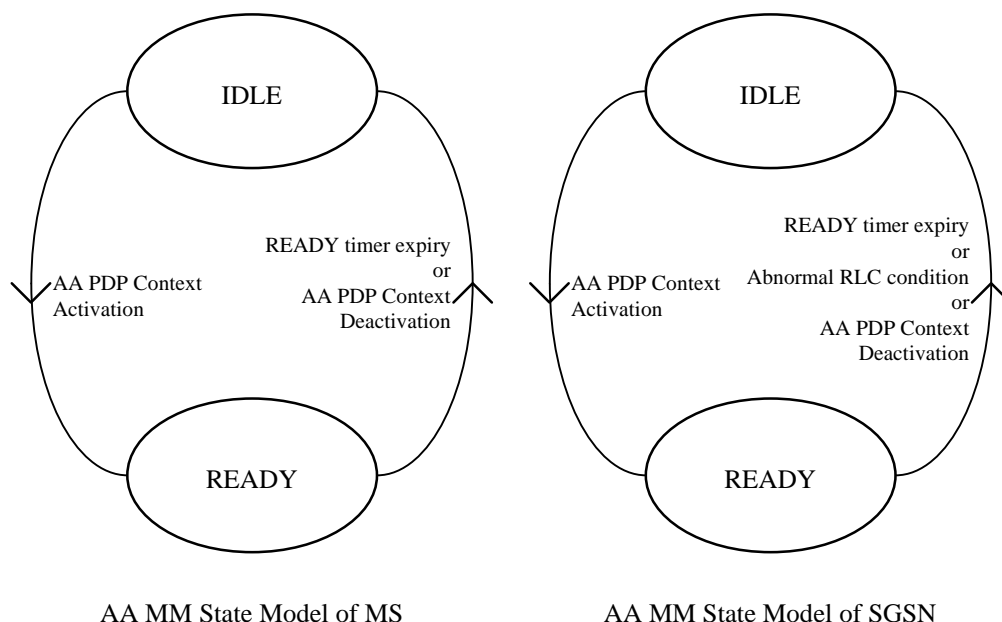 IDLE
AA PDP Context
Activation
READY timer expiry
or
AA PDP Context
Deactivation
READY
AA MM State Model of MS
IDLE
AA PDP Context
Activation
READY timer expiry
or
Abnormal RLC condition
or
AA PDP Context
Deactivation
READY
AA MM State Model of SGSN